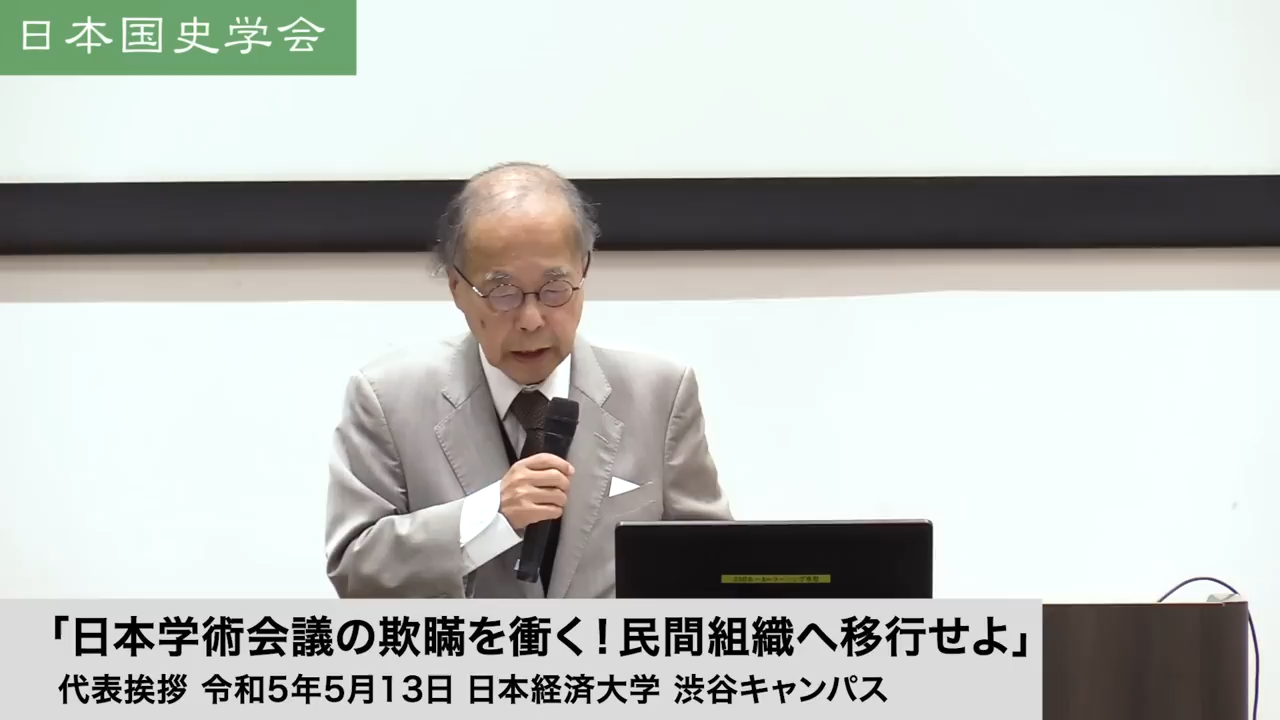 日本国史学会
「日本学術会議の欺瞞を衝く！民間組織へ移行せよ」
代表挨拶 令和5年5月13日 日本経済大学 渋谷キャンパス